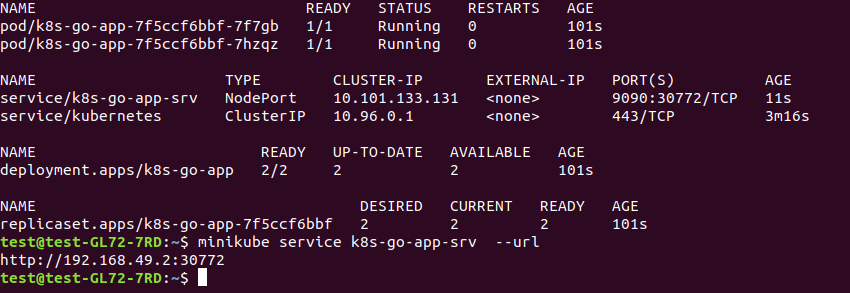 NAME READY STATUS RESTARTS AGE
pod/k8s-go-app-7f5ccf6bbf-7f7gb 1/1 Running 0 101s
pod/k8s-go-app-7f5ccf6bbf-7hzqz 1/1 Running 0 101s
NAME TYPE CLUSTER-IP EXTERNAL-IP PORT(S) AGE
service/k8s-go-app-srv NodePort 10.101.133.131 <none> 9090:30772/TCP 11s
service/kubernetes ClusterIP 10.96.0.1 <none> 443/TCP 3m16s
NAME READY UP-TO-DATE AVAILABLE AGE
deployment.apps/k8s-go-app 2/2 2 2 101s
NAME DESIRED CURRENT READY AGE
replicaset.apps/k8s-go-app-7f5ccf6bbf 2 2 2 101s
test@test-GL72-7RD:~$ minikube service k8s-go-app-srv --url
http://192.168.49.2:30772
test@test-GL72-7RD:~$